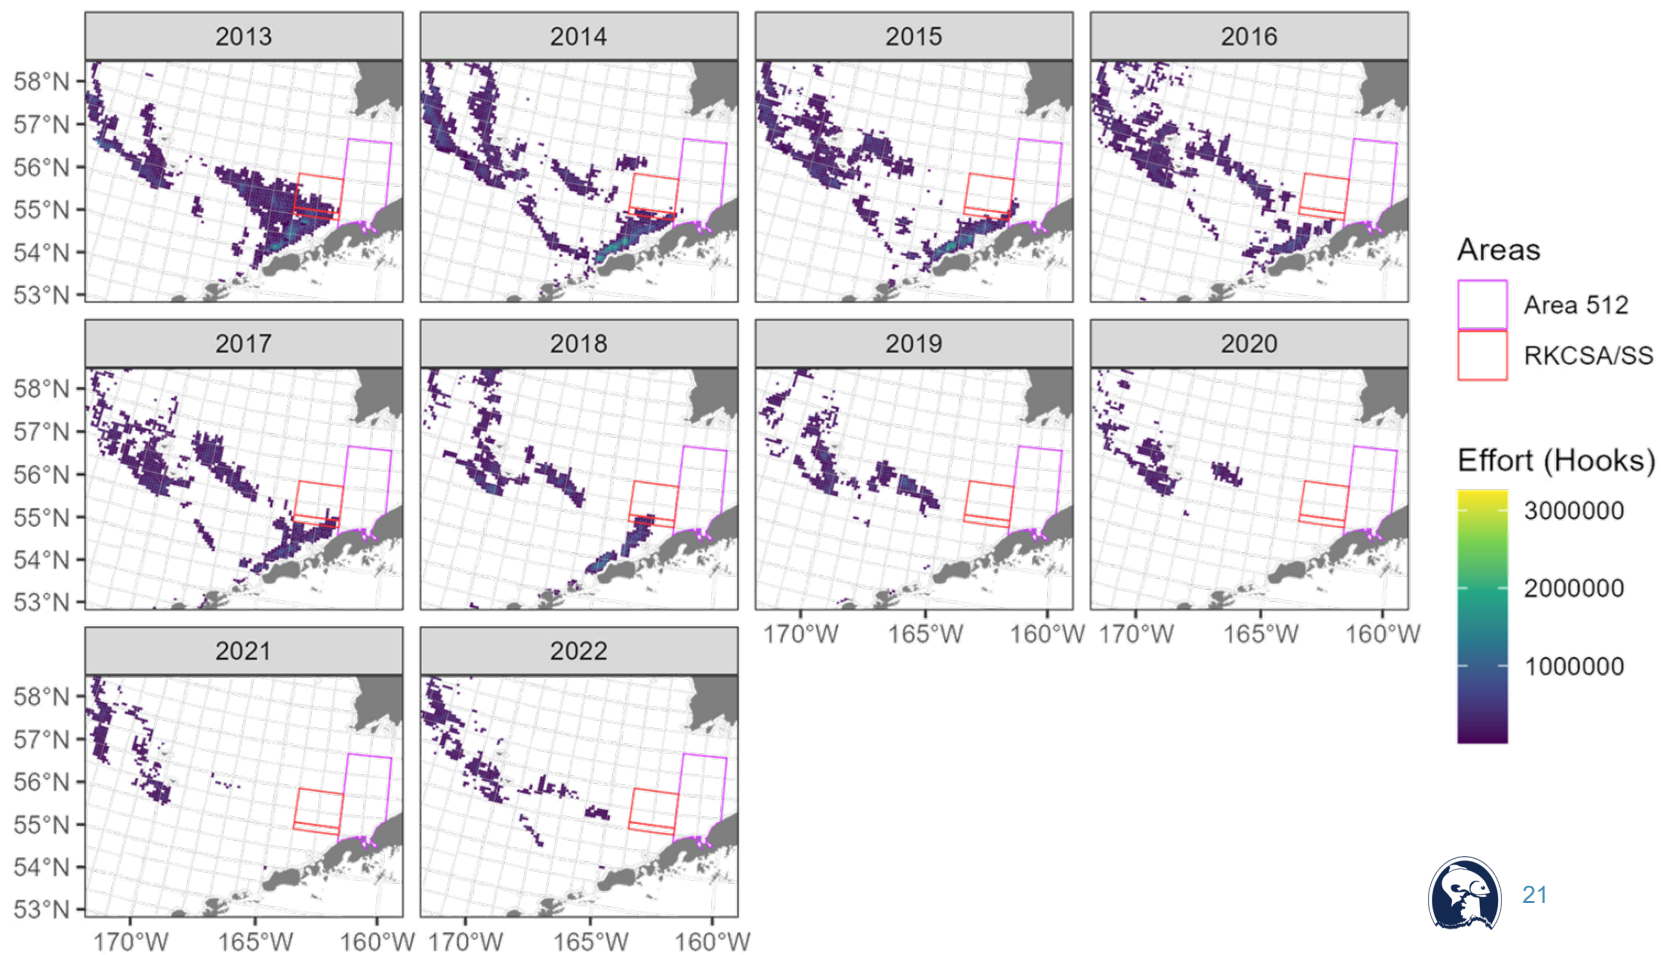 2013
2014
2015
2016
58°N
57°N
56°N
55°N
54°N
53°N
2017
2018
2019
2020
58°N
57°N
56°N
55°N
54°N
53°N
170°W
165°W
160°W
170°W
165°W
160°W
2021
2022
58°N
57°N
56°N
55°N
54°N
53°N
170°W
165°W
160°W
170°W
165°W
160°W
Areas
Area 512
RKCSA/SS
Effort (Hooks)
3000000
2000000
1000000
21